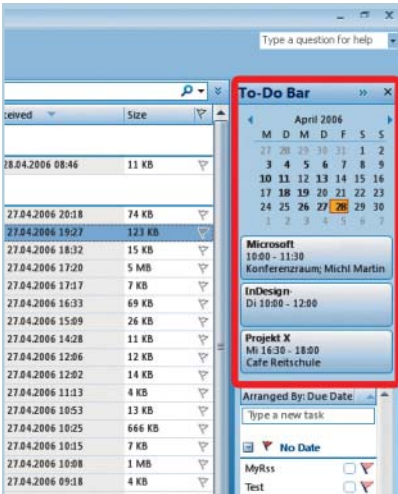 Type a question for help
To-Do Bar
ceived Size
April 2006
M D M D F S S
27 28 29 30 31 1 2
3 4 5 6 7 8 9
10 11 12 13 14 15 16
17 18 19 20 21 22 23
24 25 26 27 28 29 30
1 2 3 4 5 6 7
28.04.2006 08:46 11 KB
27.04.2006 20:18 74 KB
27.04.2006 19:27 123 KB
27.04.2006 18:32 15 KB
27.04.2006 17:20 5 MB
27.04.2006 17:17 7 KB
27.04.2006 16:33 69 KB
27.04.2006 15:09 26 KB
27.04.2006 14:28 11 KB
27.04.2006 12:06 12 KB
27.04.2006 12:02 14 KB
27.04.2006 11:13 4 KB
27.04.2006 10:53 13 KB
27.04.2006 10:25 666 KB
27.04.2006 10:15 7 KB
27.04.2006 10:08 1 MB
27.04.2006 09:18 4 KB
Microsoft
10:00 - 11:30
Konferenzraum; Michl Martin
InDesign
Di 10:00 - 12:00
Projekt X
Mi 16:30 - 18:00
Cafe Reitschule
Arranged By: Due Date
Type a new task
No Date
MyRss
Test